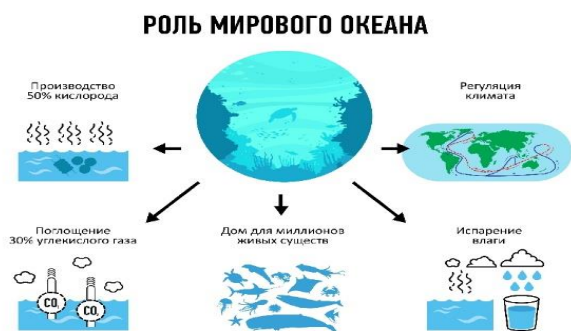 РОЛЬ МИРОВОГО ОКЕАНА
Производство
50% кислорода
Регуляция
климата
Поглощение
30% углекислого газа
Дом для миллионов
живых существ
Испарение
влаги
CO₂
CO₂